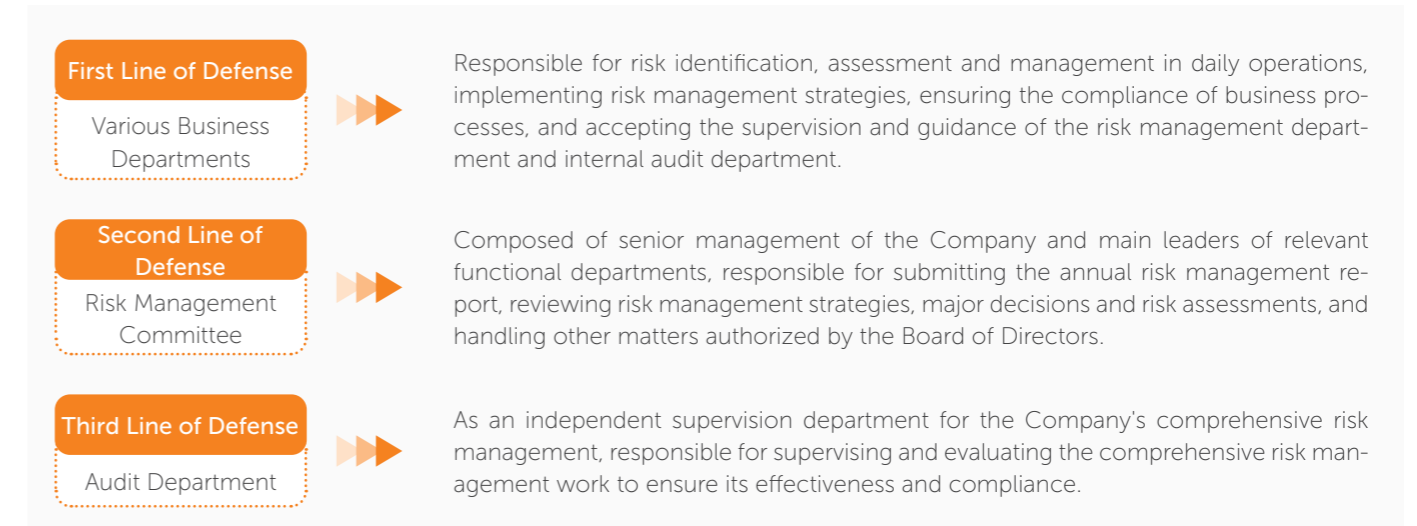 First Line of Defense
Various Business
Departments
Responsible for risk identification, assessment and management in daily operations,
implementing risk management strategies, ensuring the compliance of business pro-
cesses, and accepting the supervision and guidance of the risk management depart-
ment and internal audit department.
Second Line of
Defense
Risk Management
Committee
Composed of senior management of the Company and main leaders of relevant
functional departments, responsible for submitting the annual risk management re-
port, reviewing risk management strategies, major decisions and risk assessments, and
handling other matters authorized by the Board of Directors.
Third Line of Defense
Audit Department
As an independent supervision department for the Company's comprehensive risk
management, responsible for supervising and evaluating the comprehensive risk man-
agement work to ensure its effectiveness and compliance.